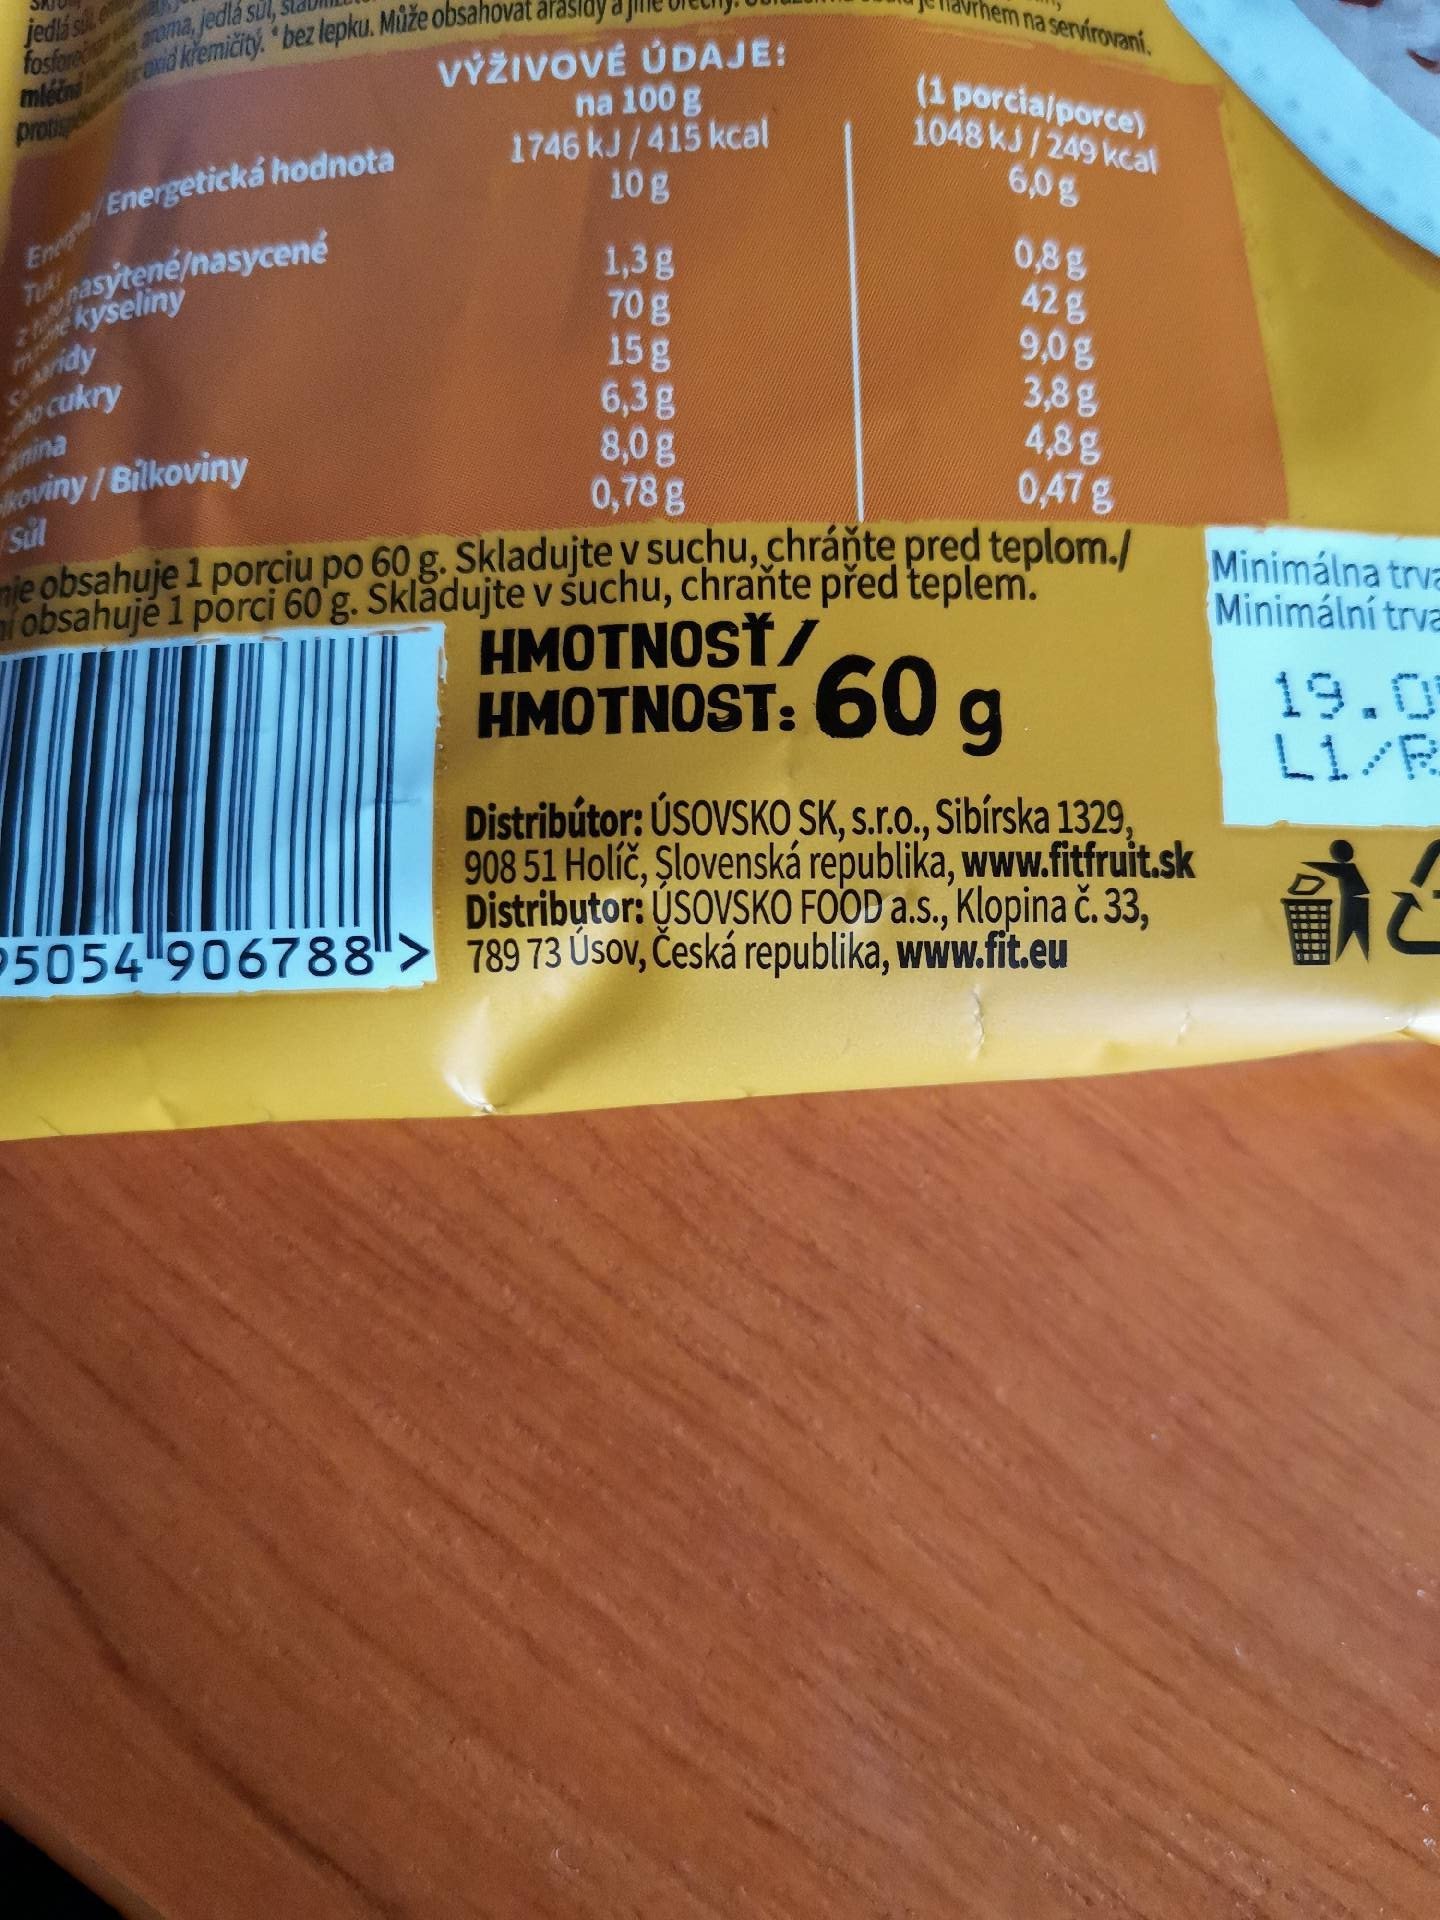 jedlá
fosfore aroma, jedlá sůl,
mléčn oxid křemičitý. *bez lepku. Může obsahovat arašídy a jiné je návrhem na servírovaní.
VÝŽIVOVÉ ÚDAJE:
na 100 g (1 porcia/porce)
/Energetická hodnota 1746 kJ / 415 kcal 1048 kJ / 249 kcal
10 g 6,0 g
nasýtené/nasycené
kyseliny 1,3 g 0,8 g
70 g 42 g
cukry 15 g 9,0 g
6,3 g 3,8 g
/ Bílkoviny 8,0 g 4,8 g
Sůl 0,78 g 0,47 g
obsahuje 1 porciu po 60 g. Skladujte v suchu, chráňte pred teplom./
obsahuje 1 porci 60 g. Skladujte v suchu, chraňte před teplem.
HMOTNOSŤ/
HMOTNOST: 60 g
Minimálna trva
Minimální trva
19.0
L1/R
Distribútor: ÚSOVSKO SK, s.r.o., Sibírska 1329,
908 51 Holíč, Slovenská republika, www.fitfruit.sk
Distributor: ÚSOVSKO FOOD a.s., Klopina č. 33,
789 73 Úsov, Česká republika, www.fit.eu
95054 906788 >